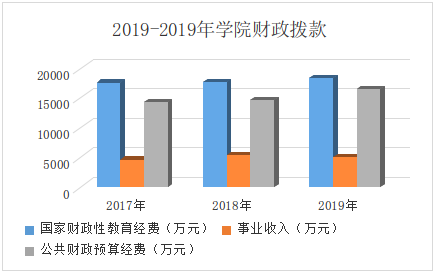 2019-2019年学院财政拨款
20000
15000
10000
5000
0
2017年 2018年 2019年
国家财政性教育经费（万元） 事业收入（万元）
公共财政预算经费（万元）